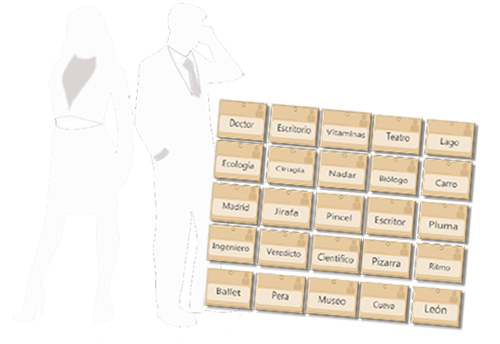 Doctor Escritorio Vitaminas Teatro Lago
Ecología Cirugía Nadar Biólogo Carro
Madrid Jirafa Pincel Escritor Pluma
Ingeniero Veredicto Científico Pizarra Ritmo
Ballet Pera Museo Cueva León